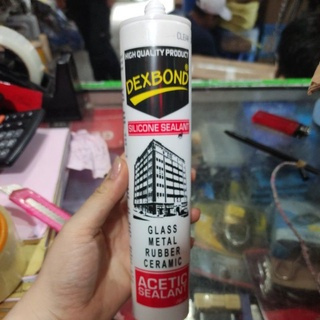 CLEAR
HIGH QUALITY PRODUCT
DEXBOND
SILICONE SEALANT
GLASS
METAL
RUBBER
CERAMIC
ACETIC
SEALANT